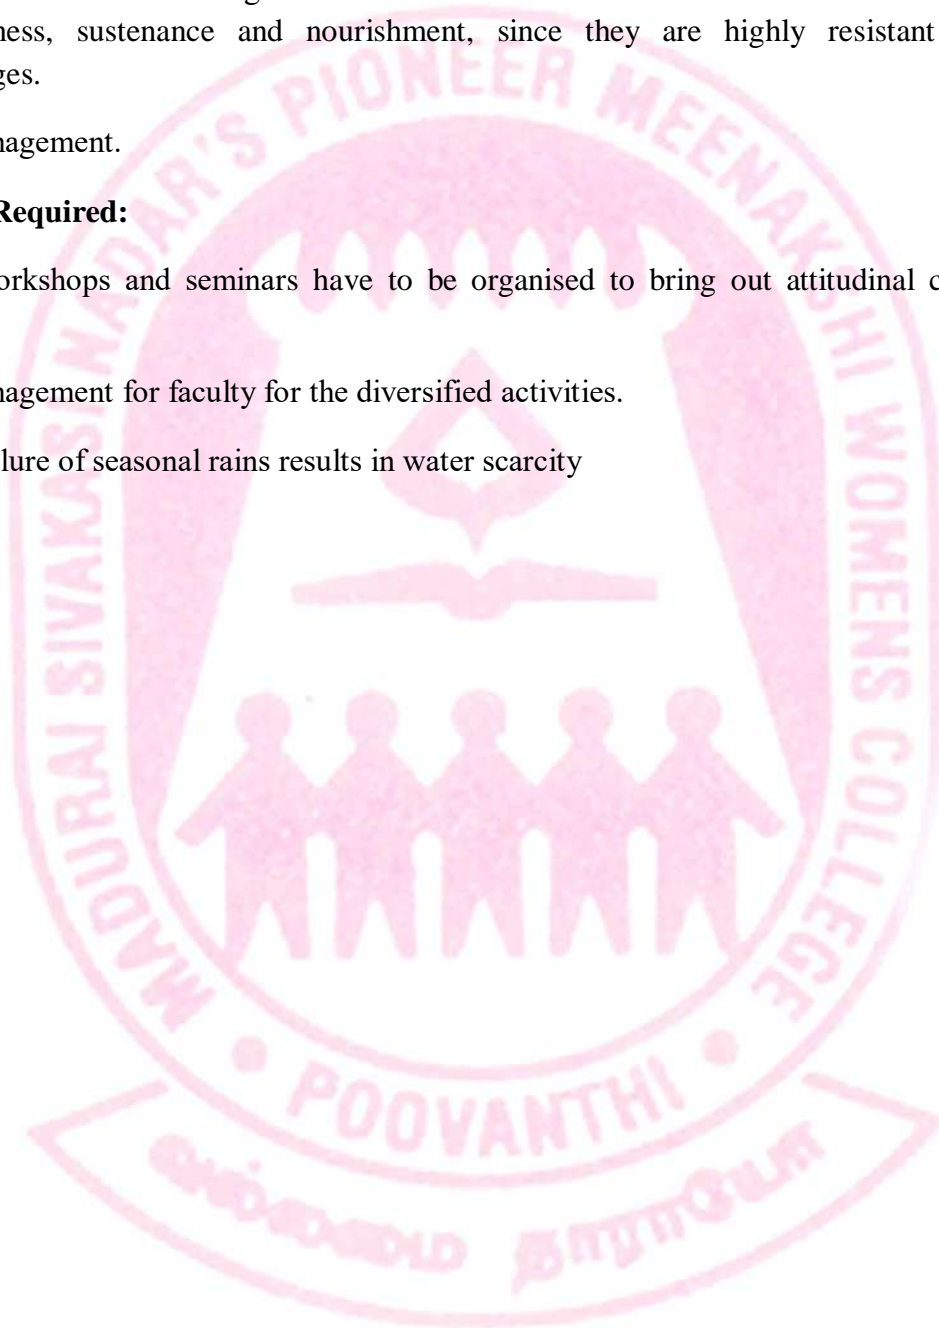 ness, sustenance and nourishment, since they are highly resistant
ges.
nagement.
Required:
orkshops and seminars have to be organised to bring out attitudinal c
nagement for faculty for the diversified activities.
lure of seasonal rains results in water scarcity
MADURAI SIVAKASI NADAR'S PIONEER MEENAKSHI WOMENS COLLEGE
• POOVANTHI •